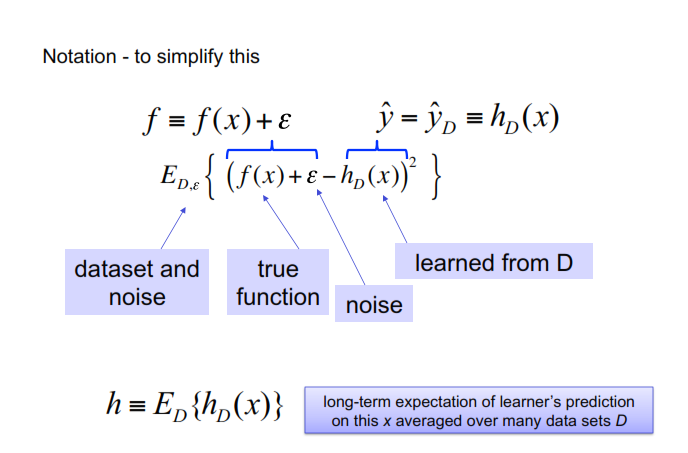 Notation - to simplify this
f ≡ f(x)+ ε
ŷ = ŷ_D ≡ h_D(x)
E_{D,ε} { (f(x)+ ε − h_D(x))² }
dataset and
noise
true
function
noise
learned from D
h ≡ E_D{h_D(x)}
long-term expectation of learner’s prediction
on this x averaged over many data sets D